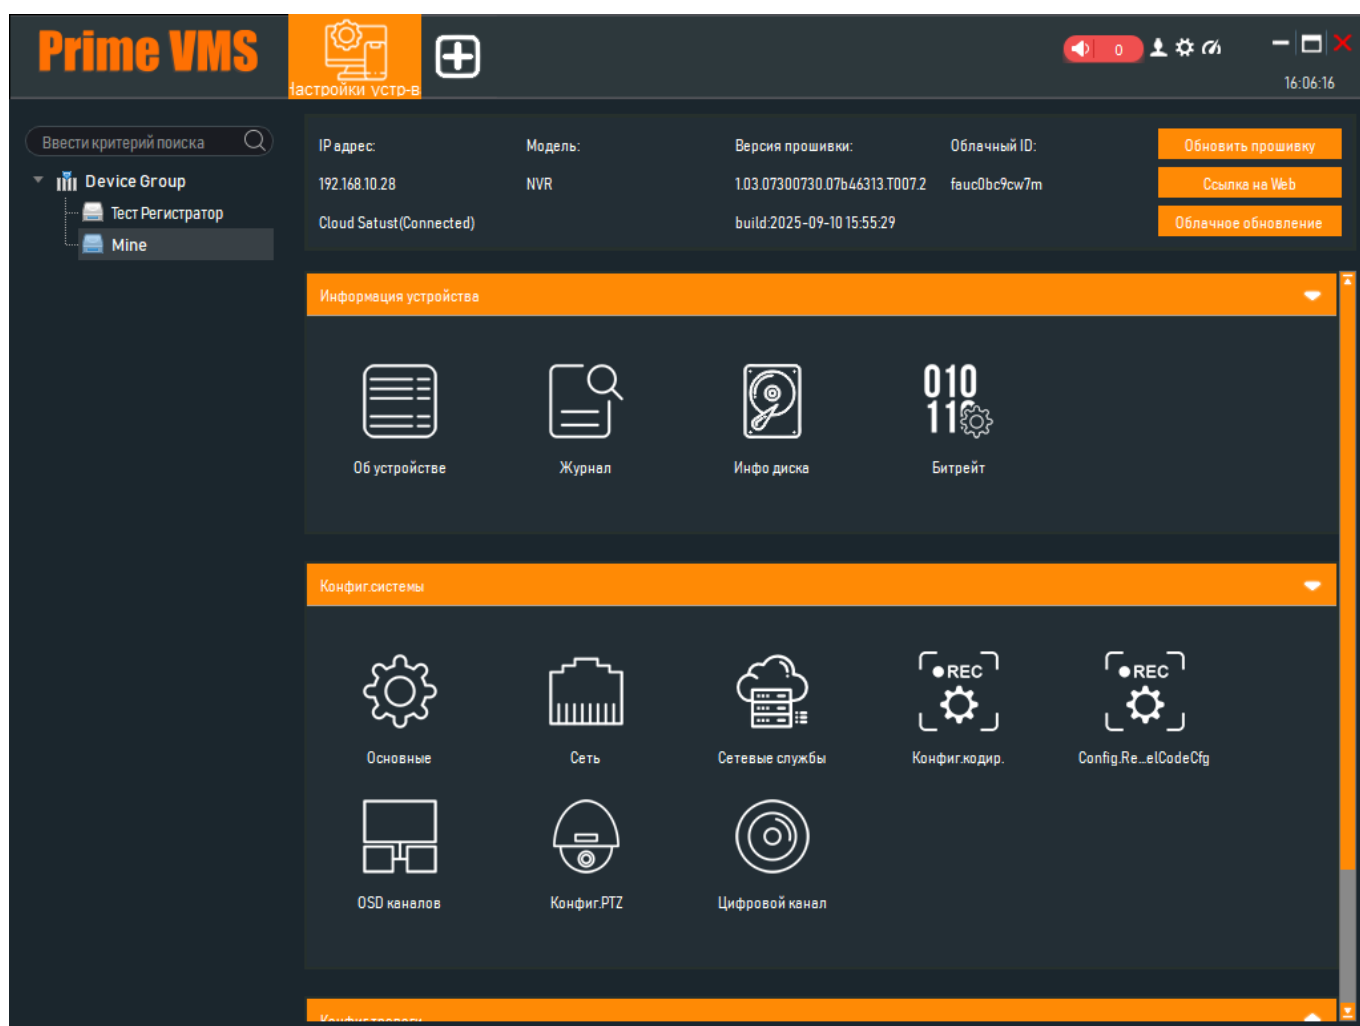 Prime VMS
Настройки устр-в
0
16:06:16
Ввести критерий поиска
Device Group
Тест Регистратор
Mine
IP адрес:
Модель:
Версия прошивки:
Облачный ID:
Обновить прошивку
192.168.10.28
NVR
1.03.07300730.07b46313.T007.2
fauc0bc9cw7m
Ссылка на Web
Cloud Satust(Connected)
build:2025-09-10 15:55:29
Облачное обновление
Информация устройства
010
110
Об устройстве
Журнал
Инфо диска
Битрейт
Конфиг.системы
REC
REC
Основные
Сеть
Сетевые службы
Конфиг.кодир.
Config.Re...elCodeCfg
OSD каналов
Конфиг.PTZ
Цифровой канал
Конфиг.тревоги